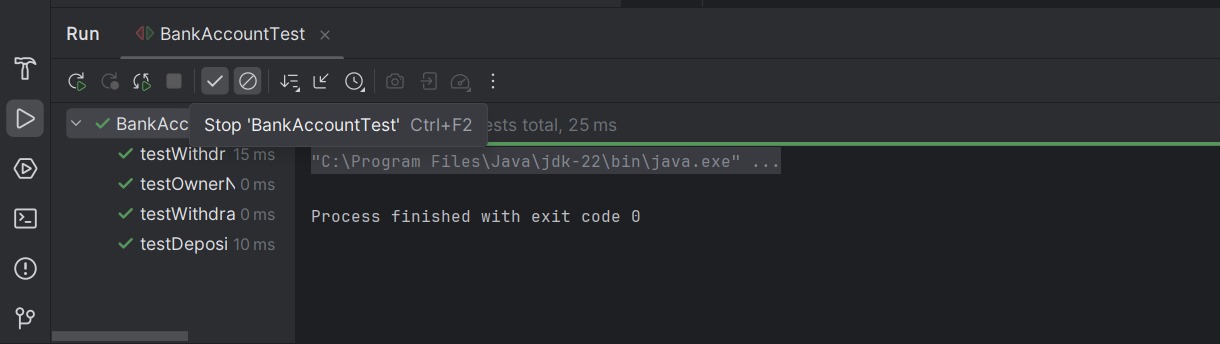 Run BankAccountTest
BankAcc
Stop 'BankAccountTest' Ctrl+F2
ests total, 25 ms
testWithdr 15 ms
testOwnerN 0 ms
testWithdra 0 ms
testDeposi 10 ms
"C:\Program Files\Java\jdk-22\bin\java.exe" ...
Process finished with exit code 0